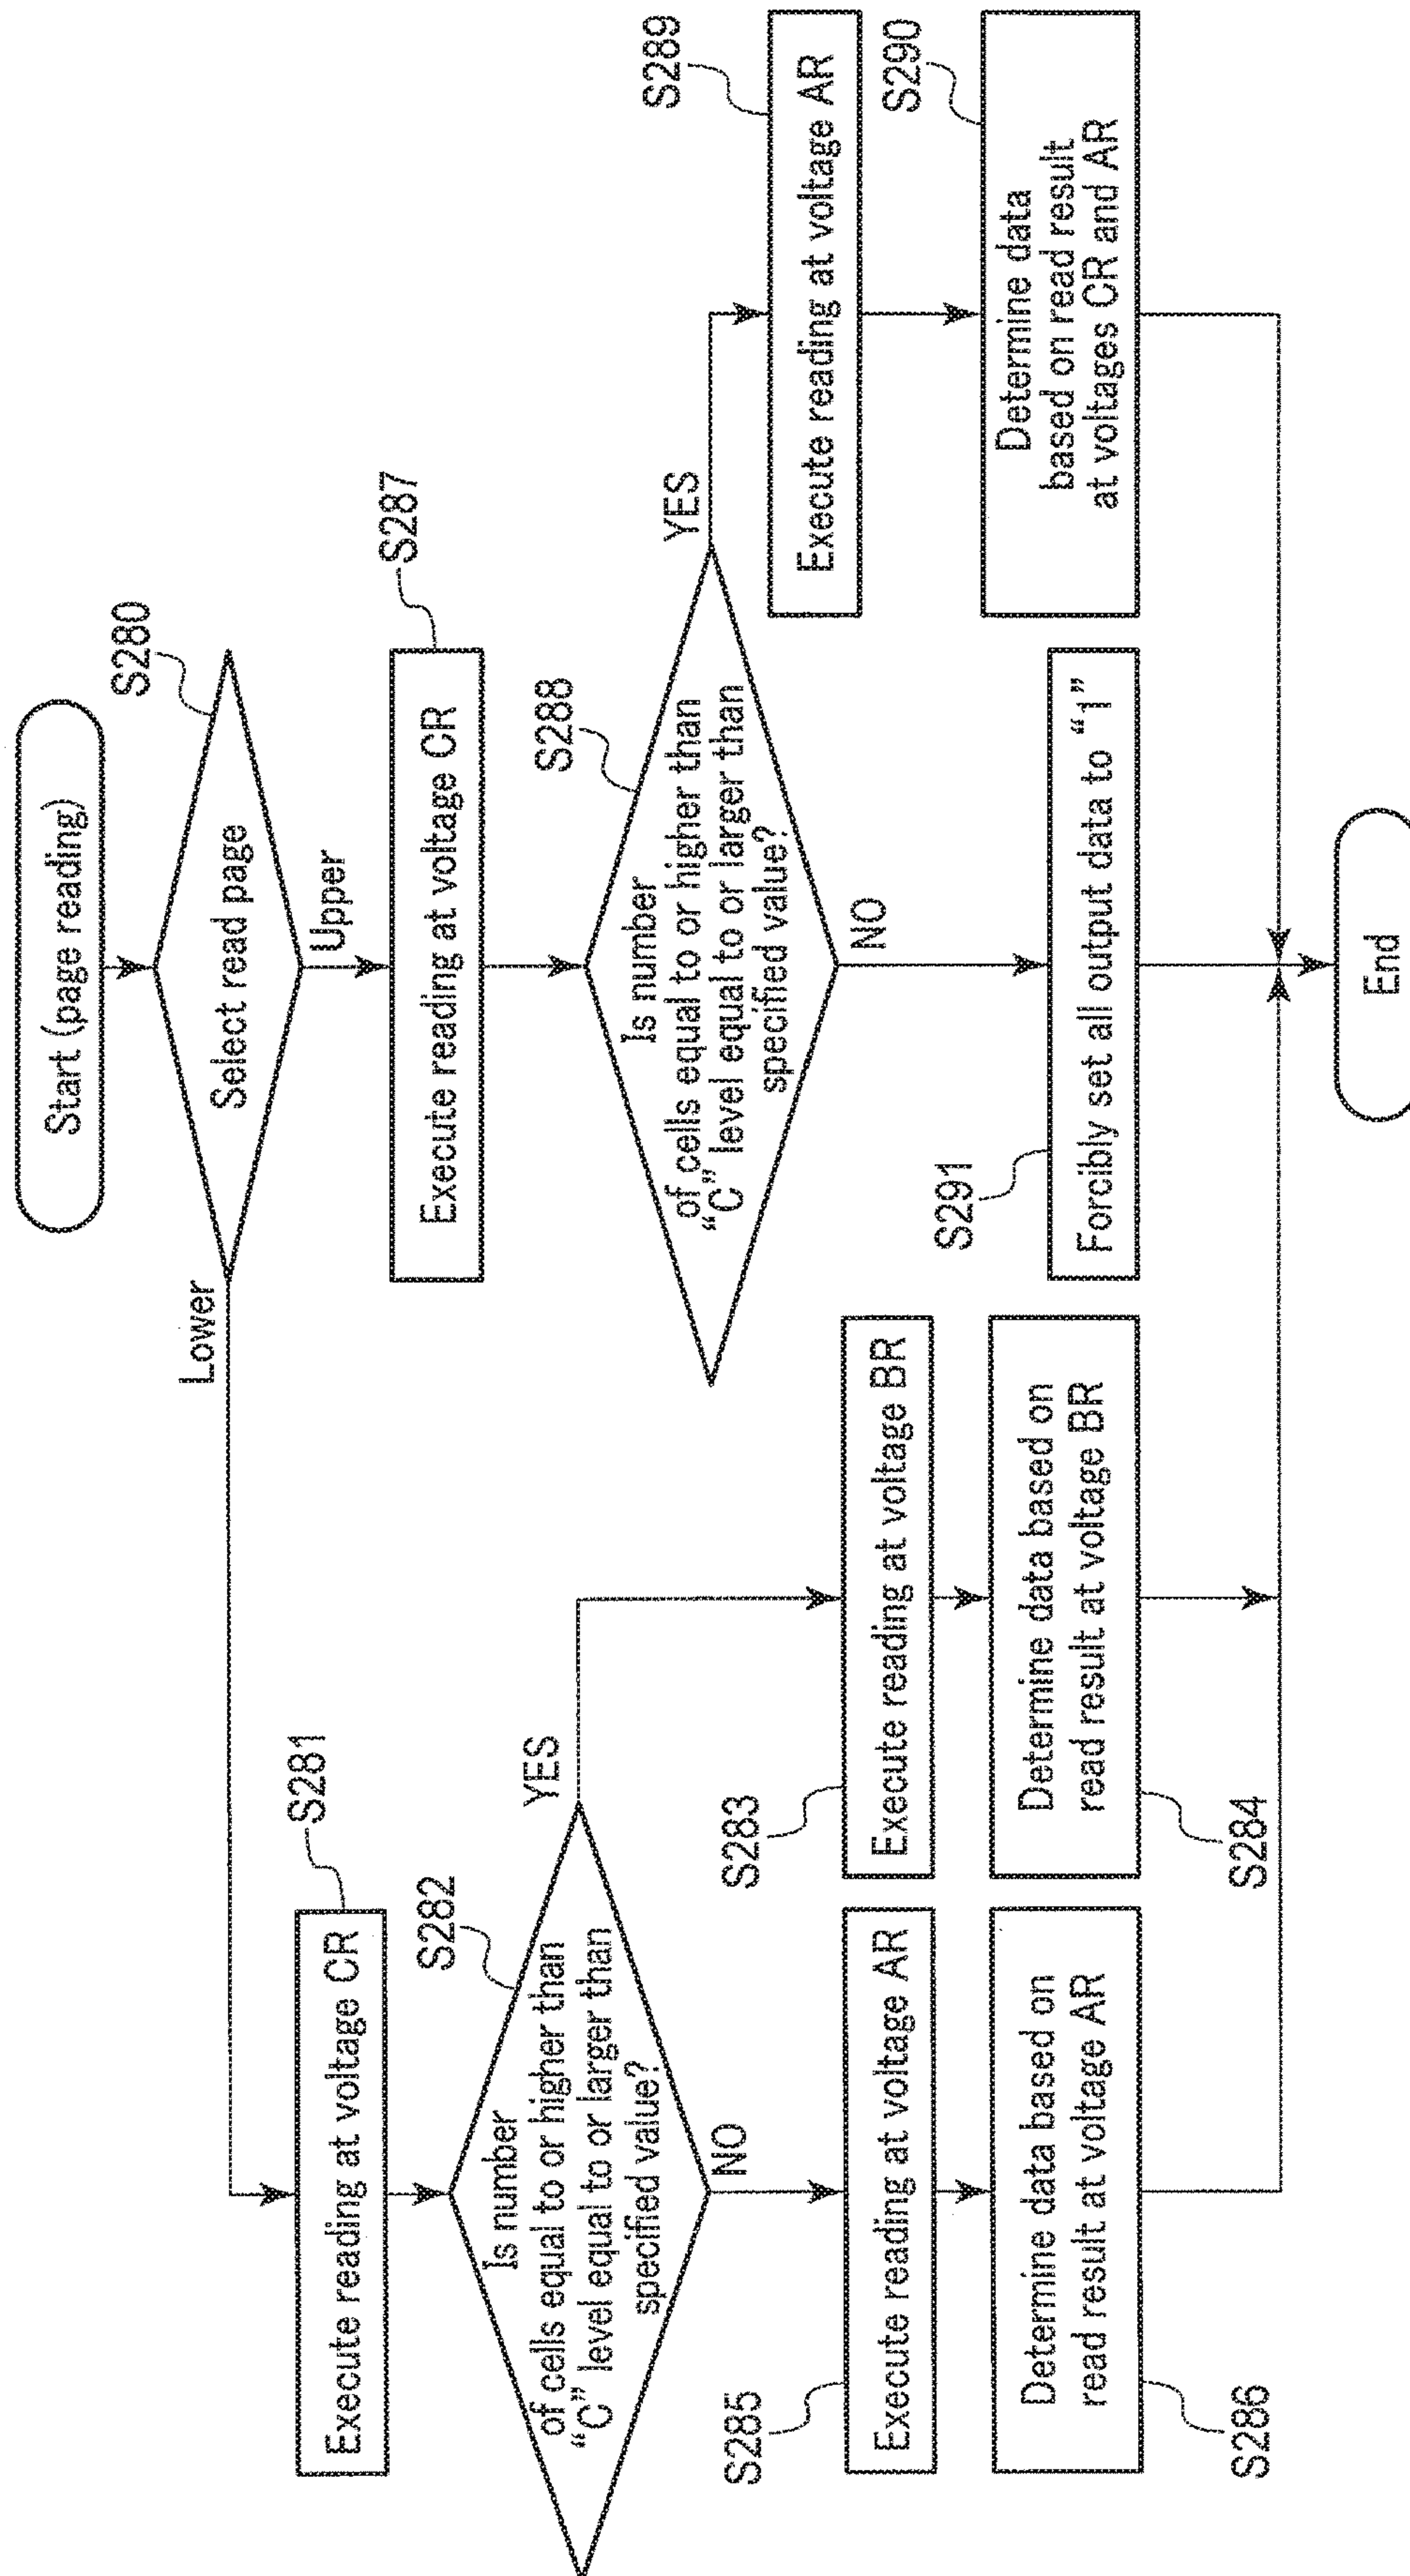 Start (page reading)
S280
Select read page
Lower
Upper
S281
Execute reading at voltage CR
S282
Is number
of cells equal to or higher than
“C” level equal to or larger than
specified value?
YES
NO
S283
Execute reading at voltage BR
S284
Determine data based on
read result at voltage BR
S285
Execute reading at voltage AR
S286
Determine data based on
read result at voltage AR
S287
Execute reading at voltage CR
S288
Is number
of cells equal to or higher than
“C” level equal to or larger than
specified value?
YES
NO
S289
Execute reading at voltage AR
S290
Determine data
based on read result
at voltages CR and AR
S291
Forcibly set all output data to “1”
End